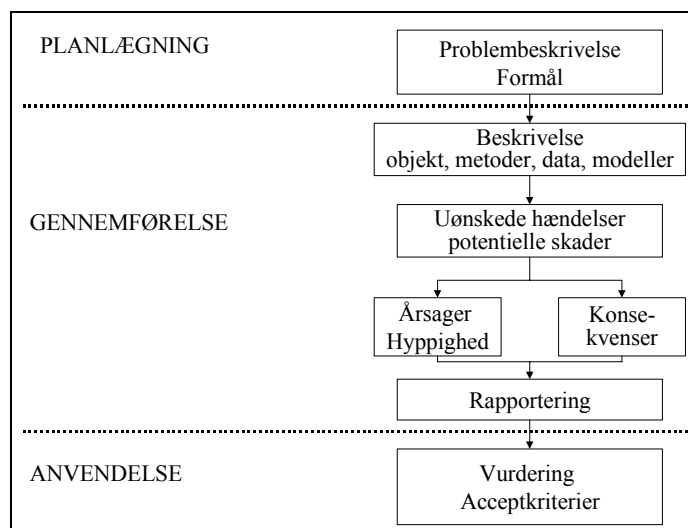 PLANLÆGNING
Problembeskrivelse
Formål
Beskrivelse
objekt, metoder, data, modeller
GENNEMFØRELSE
Uønskede hændelser
potentielle skader
Årsager
Hyppighed
Konse-
kvenser
Rapportering
ANVENDELSE
Vurdering
Acceptkriterier